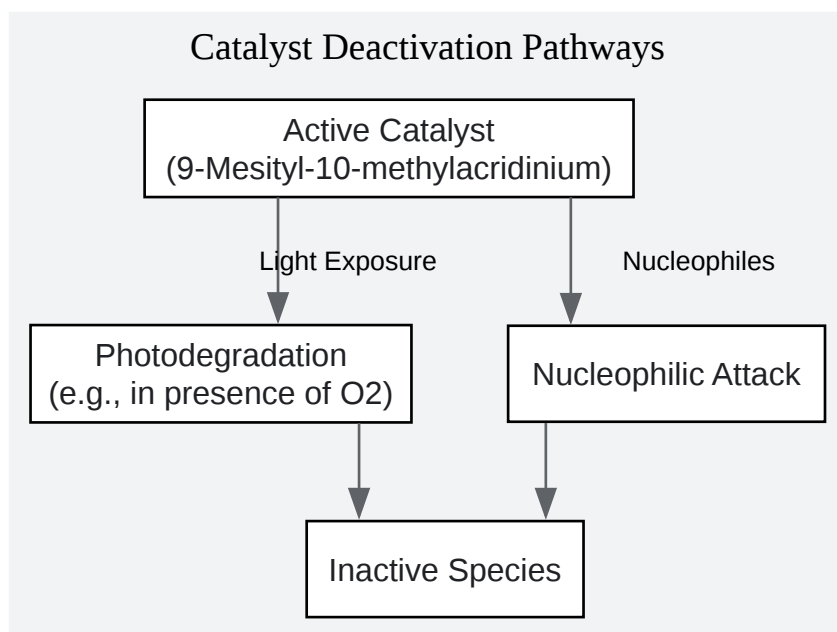 Catalyst Deactivation Pathways
Active Catalyst
(9-Mesityl-10-methylacridinium)
Light Exposure
Nucleophiles
Photodegradation
(e.g., in presence of O2)
Nucleophilic Attack
Inactive Species